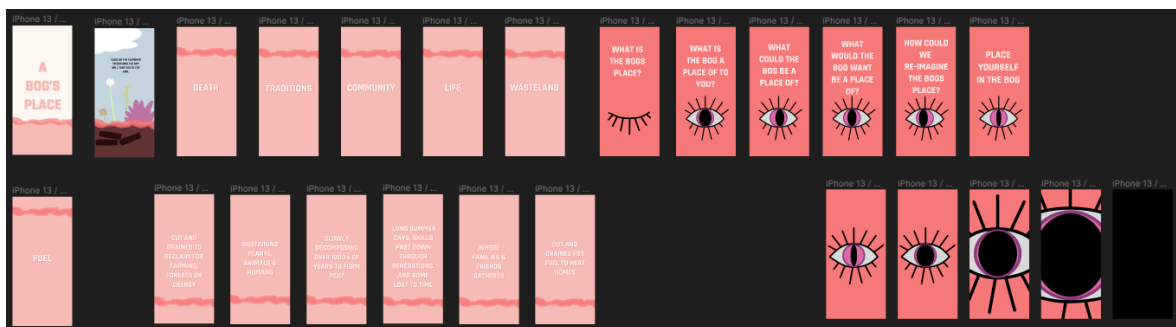 iPhone 13 / ...
iPhone 13 / ...
iPhone 13 / ...
iPhone 13 / ...
iPhone 13 / ...
iPhone 13 / ...
iPhone 13 / ...
iPhone 13 / ...
iPhone 13 / ...
iPhone 13 / ...
iPhone 13 / ...
iPhone 13 / ...
iPhone 13 / ...
A
BOG'S
PLACE
DEATH
TRADITIONS
COMMUNITY
LIFE
WASTELAND
WHAT IS
THE BOGS
PLACE?
WHAT IS
THE BOG A
PLACE OF TO
YOU?
WHAT
COULD THE
BOG BE A
PLACE OF?
WHAT
WOULD THE
BOG WANT
BE A PLACE
OF?
HOW COULD
WE
RE-IMAGINE
THE BOGS
PLACE?
PLACE
YOURSELF
IN THE BOG
iPhone 13 / ...
iPhone 13 / ...
iPhone 13 / ...
iPhone 13 / ...
iPhone 13 / ...
iPhone 13 / ...
iPhone 13 / ...
iPhone 13 / ...
iPhone 13 / ...
iPhone 13 / ...
iPhone 13 / ...
iPhone 13 / ...
FUEL
CUT AND
DRAINED TO
RECLAIM FOR
FARMING,
FORESTS OR
ENERGY
SUSTAINING
PLANTS,
ANIMALS &
HUMANS
SLOWLY
DECOMPOSING
OVER 1000'S OF
YEARS TO FORM
PEAT
LONG SUMMER
DAYS, SKILLS
PAST DOWN
THROUGH
GENERATIONS,
AND SOME
LOST TO TIME
WHERE
FAMILIES &
FRIENDS
GATHERED
CUT AND
DRAINED FOR
FUEL TO HEAT
HOMES